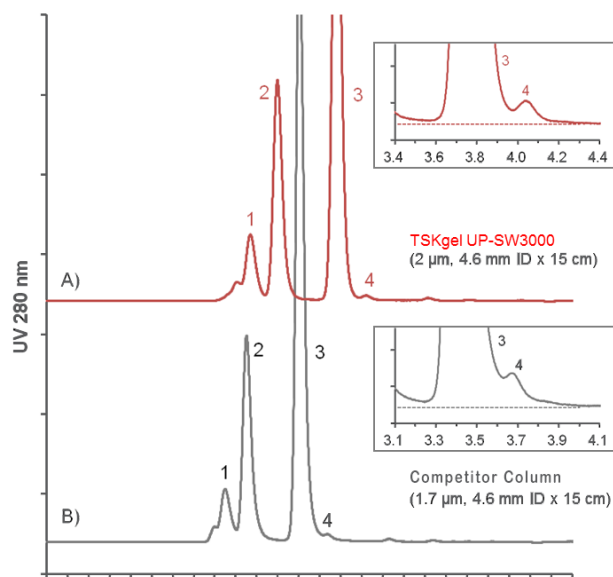 3
4
3.4 3.6 3.8 4.0 4.2 4.4
2
3
1
TSKgel UP-SW3000
(2 µm, 4.6 mm ID x 15 cm)
A)
4
UV 280 nm
3
4
2
3
3.1 3.3 3.5 3.7 3.9 4.1
1
Competitor Column
(1.7 µm, 4.6 mm ID x 15 cm)
B)
4